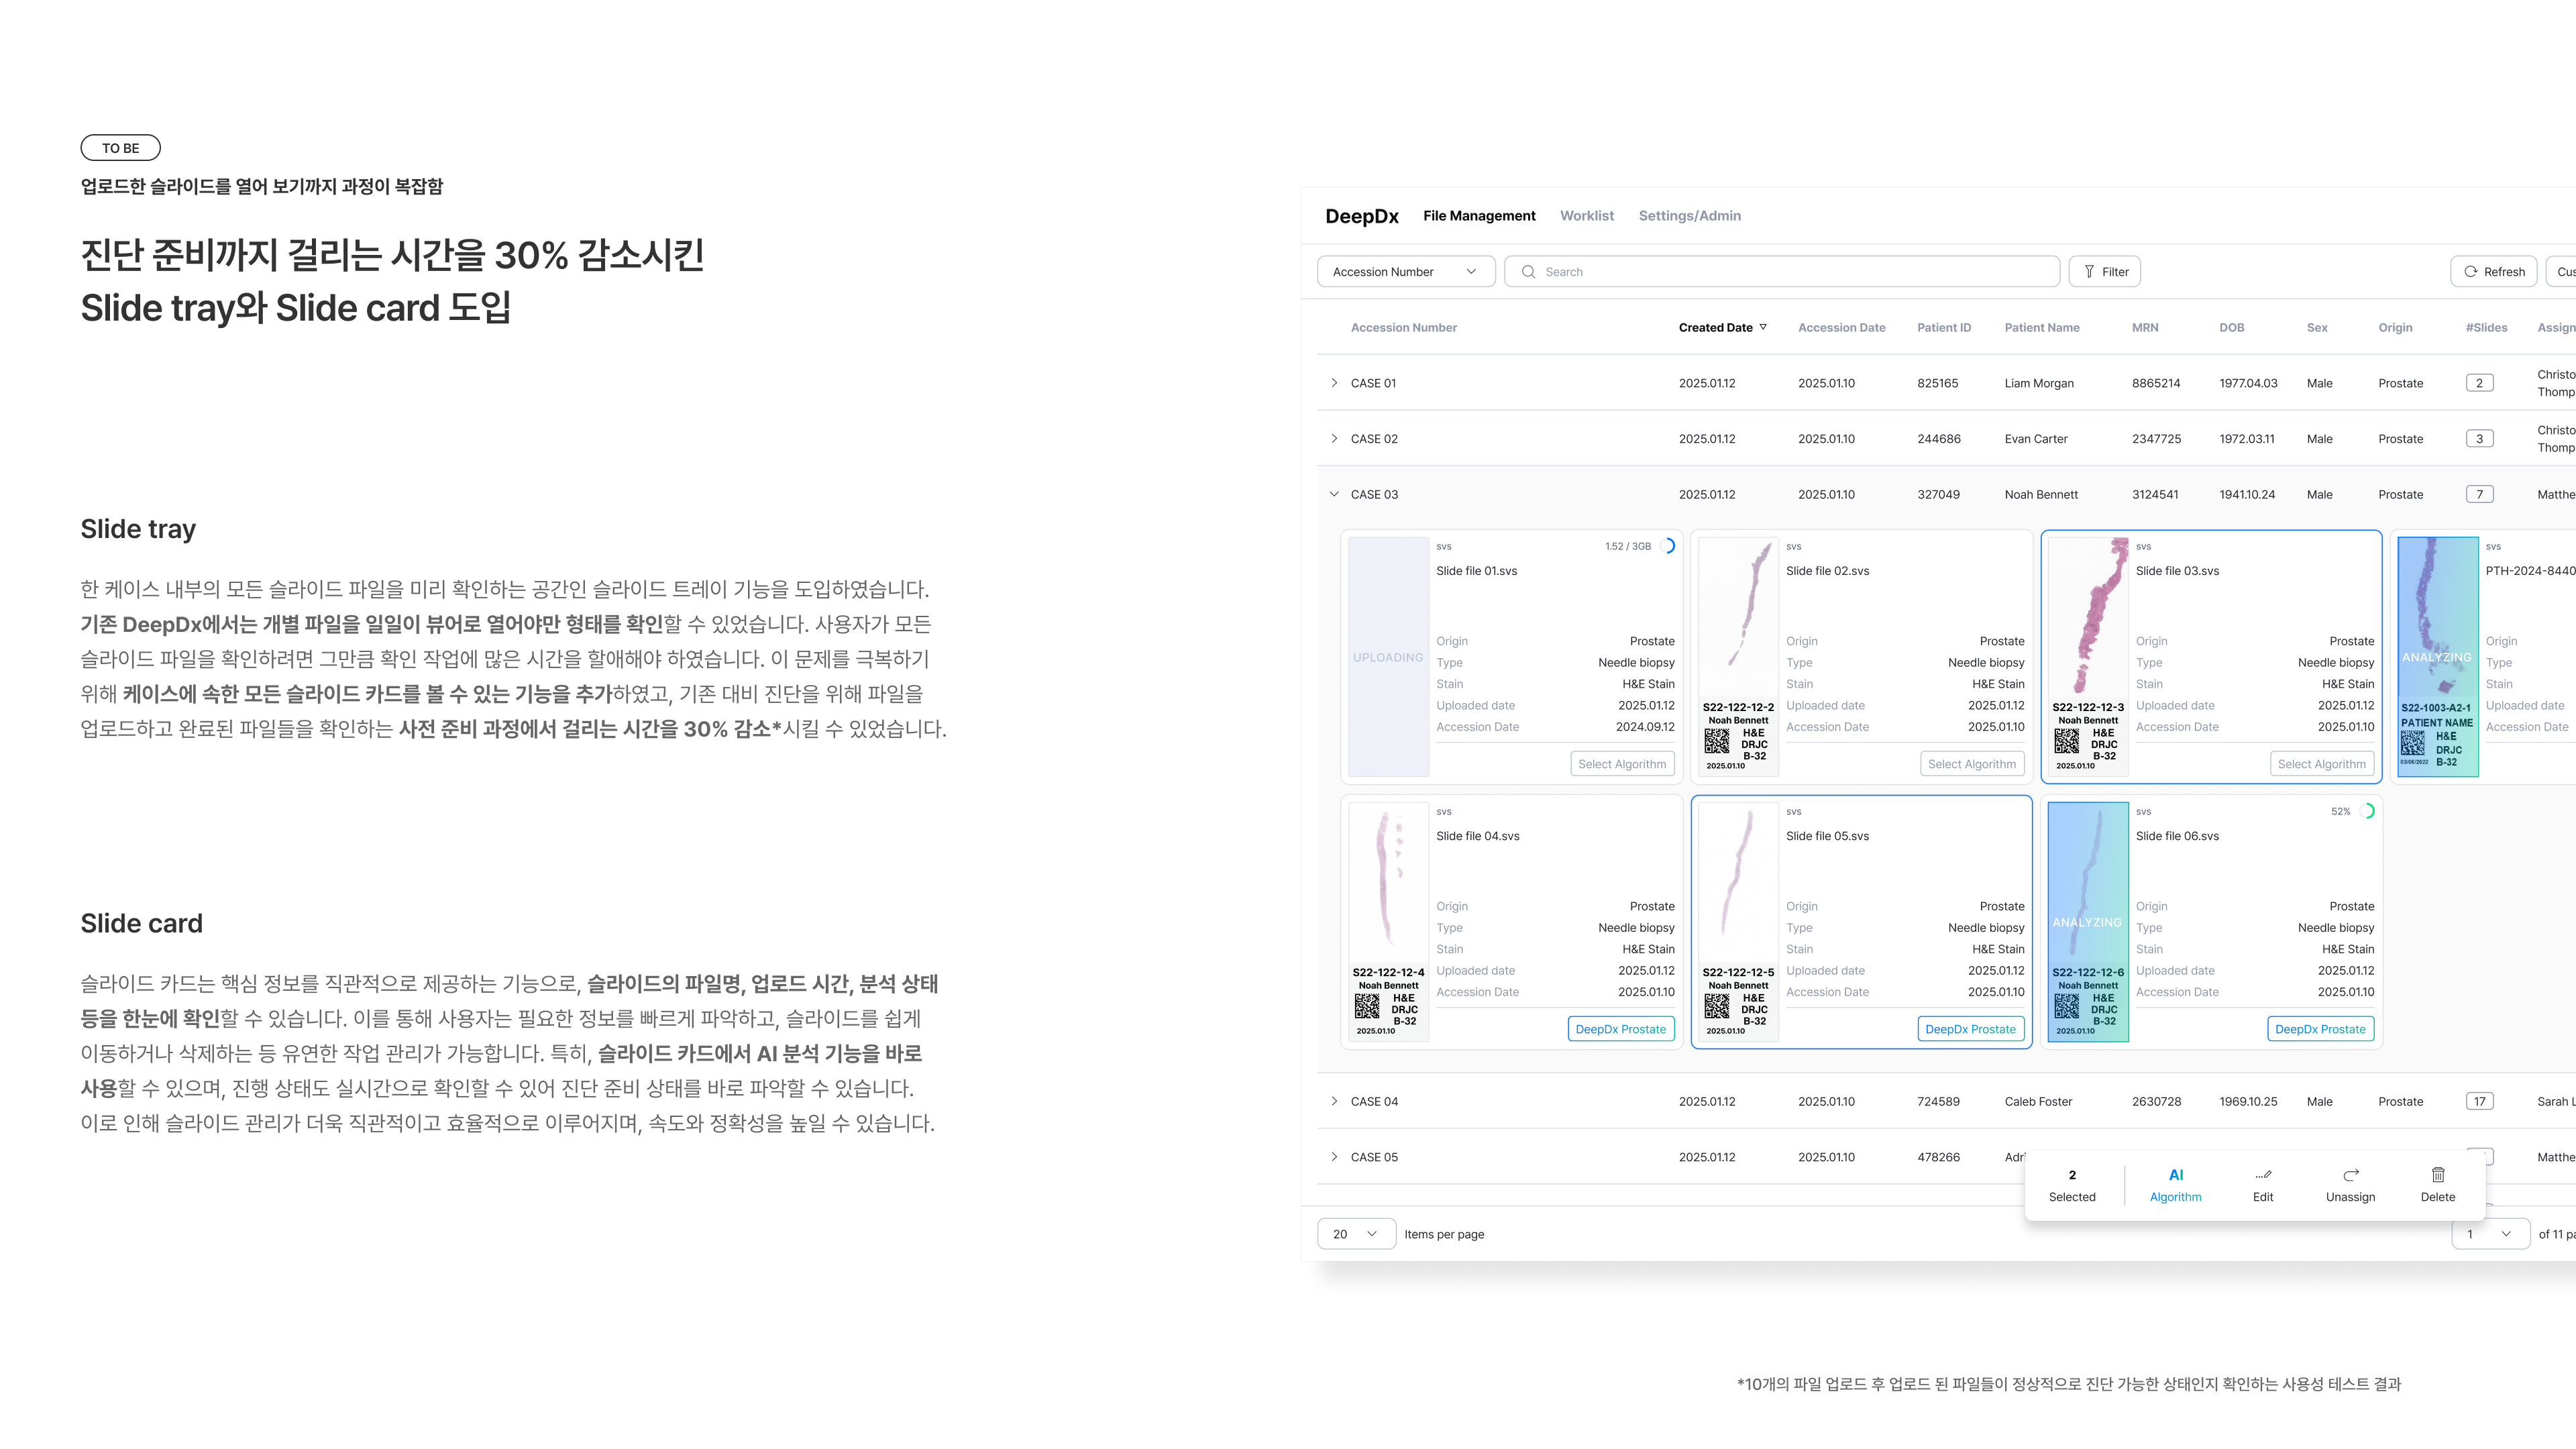 TO BE
업로드한 슬라이드를 열어 보기까지 과정이 복잡함
진단 준비까지 걸리는 시간을 30% 감소시킨
Slide tray와 Slide card 도입
Slide tray
한 케이스 내부의 모든 슬라이드 파일을 미리 확인하는 공간인 슬라이드 트레이 기능을 도입하였습니다.
기존 DeepDx에서는 개별 파일을 일일이 뷰어로 열어야만 형태를 확인할 수 있었습니다. 사용자가 모든
슬라이드 파일을 확인하려면 그만큼 확인 작업에 많은 시간을 할애해야 하였습니다. 이 문제를 극복하기
위해 케이스에 속한 모든 슬라이드 카드를 볼 수 있는 기능을 추가하였고, 기존 대비 진단을 위해 파일을
업로드하고 완료된 파일들을 확인하는 사전 준비 과정에서 걸리는 시간을 30% 감소*시킬 수 있었습니다.
Slide card
슬라이드 카드는 핵심 정보를 직관적으로 제공하는 기능으로, 슬라이드의 파일명, 업로드 시간, 분석 상태
등을 한눈에 확인할 수 있습니다. 이를 통해 사용자는 필요한 정보를 빠르게 파악하고, 슬라이드를 쉽게
이동하거나 삭제하는 등 유연한 작업 관리가 가능합니다. 특히, 슬라이드 카드에서 AI 분석 기능을 바로
사용할 수 있으며, 진행 상태도 실시간으로 확인할 수 있어 진단 준비 상태를 바로 파악할 수 있습니다.
이로 인해 슬라이드 관리가 더욱 직관적이고 효율적으로 이루어지며, 속도와 정확성을 높일 수 있습니다.
DeepDx File Management Worklist Settings/Admin
Accession Number Search Filter Refresh Cus
Accession Number Created Date Accession Date Patient ID Patient Name MRN DOB Sex Origin #Slides Assign
CASE 01 2025.01.12 2025.01.10 825165 Liam Morgan 8865214 1977.04.03 Male Prostate 2 Christo
Thomp
CASE 02 2025.01.12 2025.01.10 244686 Evan Carter 2347725 1972.03.11 Male Prostate 3 Christo
Thomp
CASE 03 2025.01.12 2025.01.10 327049 Noah Bennett 3124541 1941.10.24 Male Prostate 7 Matthe
UPLOADING
svs 1.52 / 3GB
Slide file 01.svs
Origin Prostate
Type Needle biopsy
Stain H&E Stain
Uploaded date 2025.01.12
Accession Date 2024.09.12
Select Algorithm
S22-122-12-2
Noah Bennett
H&E
DRJC
B-32
2025.01.10
svs
Slide file 02.svs
Origin Prostate
Type Needle biopsy
Stain H&E Stain
Uploaded date 2025.01.12
Accession Date 2025.01.10
Select Algorithm
S22-122-12-3
Noah Bennett
H&E
DRJC
B-32
2025.01.10
svs
Slide file 03.svs
Origin Prostate
Type Needle biopsy
Stain H&E Stain
Uploaded date 2025.01.12
Accession Date 2025.01.10
Select Algorithm
ANALYZING
S22-1003-A2-1
PATIENT NAME
H&E
DRJC
B-32
03/06/2022
svs
PTH-2024-8440
Origin
Type
Stain
Uploaded date
Accession Date
S22-122-12-4
Noah Bennett
H&E
DRJC
B-32
2025.01.10
svs
Slide file 04.svs
Origin Prostate
Type Needle biopsy
Stain H&E Stain
Uploaded date 2025.01.12
Accession Date 2025.01.10
DeepDx Prostate
S22-122-12-5
Noah Bennett
H&E
DRJC
B-32
2025.01.10
svs
Slide file 05.svs
Origin Prostate
Type Needle biopsy
Stain H&E Stain
Uploaded date 2025.01.12
Accession Date 2025.01.10
DeepDx Prostate
ANALYZING
S22-122-12-6
Noah Bennett
H&E
DRJC
B-32
2025.01.10
svs 52%
Slide file 06.svs
Origin Prostate
Type Needle biopsy
Stain H&E Stain
Uploaded date 2025.01.12
Accession Date 2025.01.10
DeepDx Prostate
CASE 04 2025.01.12 2025.01.10 724589 Caleb Foster 2630728 1969.10.25 Male Prostate 17 Sarah L
CASE 05 2025.01.12 2025.01.10 478266 Adri Matthe
2 AI
Selected Algorithm Edit Unassign Delete
20 Items per page 1 of 11 pa
*10개의 파일 업로드 후 업로드 된 파일들이 정상적으로 진단 가능한 상태인지 확인하는 사용성 테스트 결과